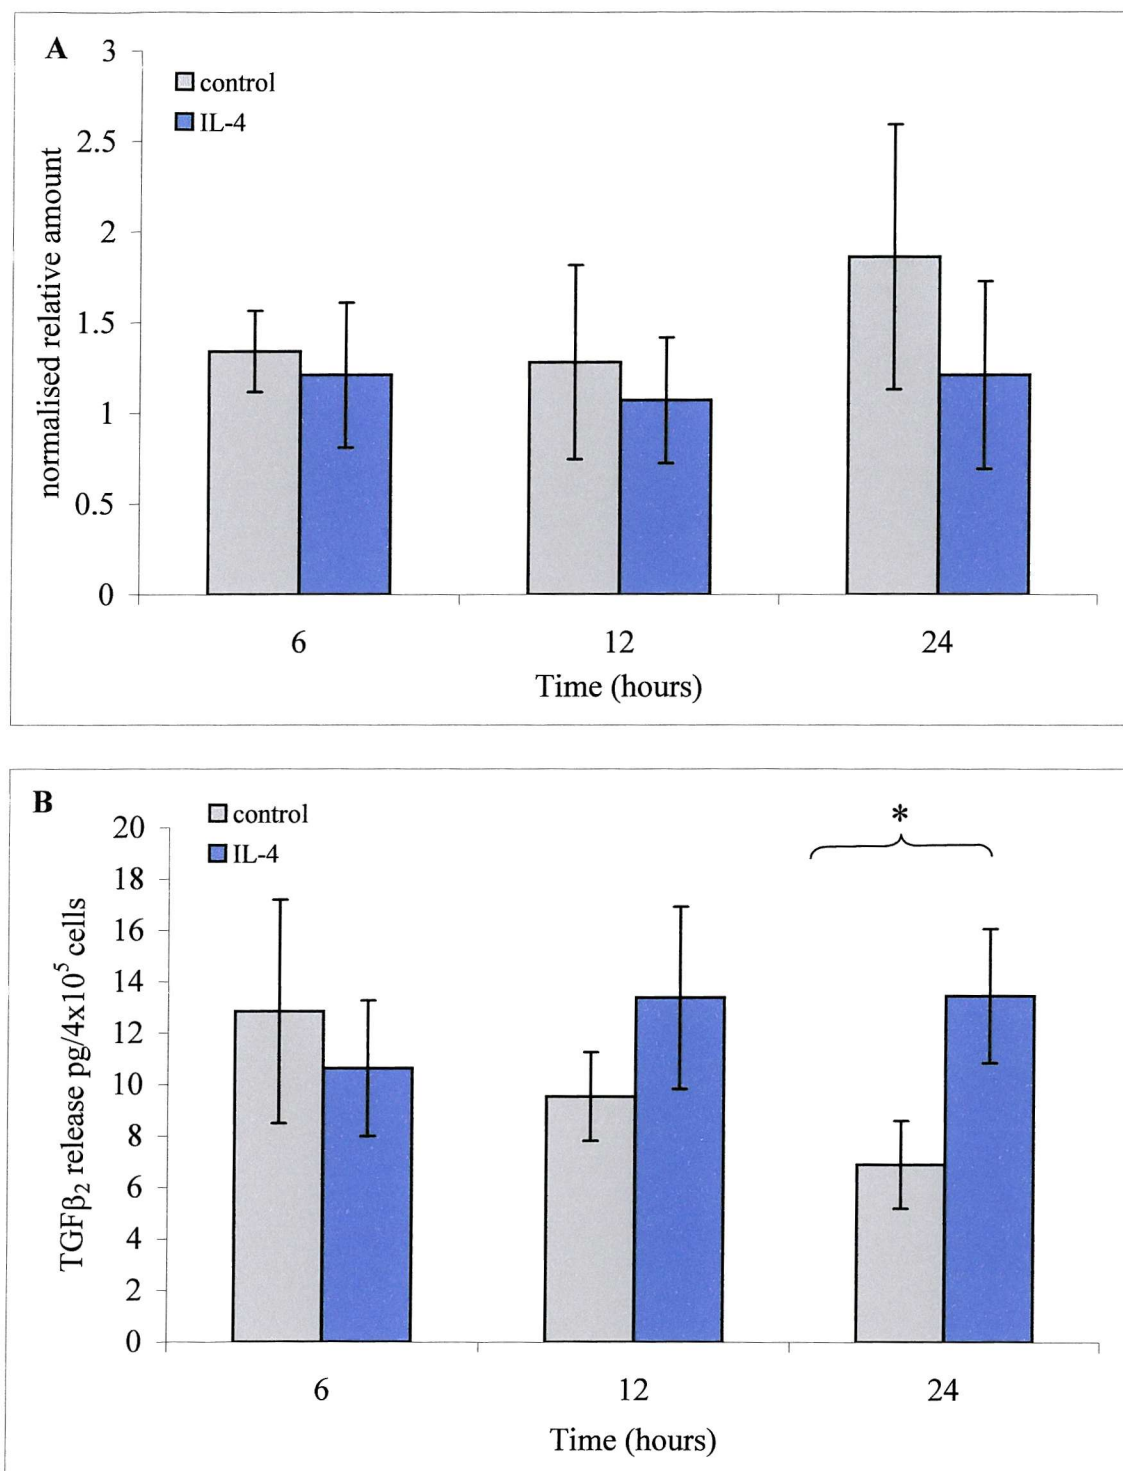 A
3
control
IL-4
2.5
2
1.5
1
0.5
0
normalised relative amount
6 12 24
Time (hours)
B
control
IL-4
*
20
18
16
14
12
10
8
6
4
2
0
TGFβ₂ release pg/4x10⁵ cells
6 12 24
Time (hours)